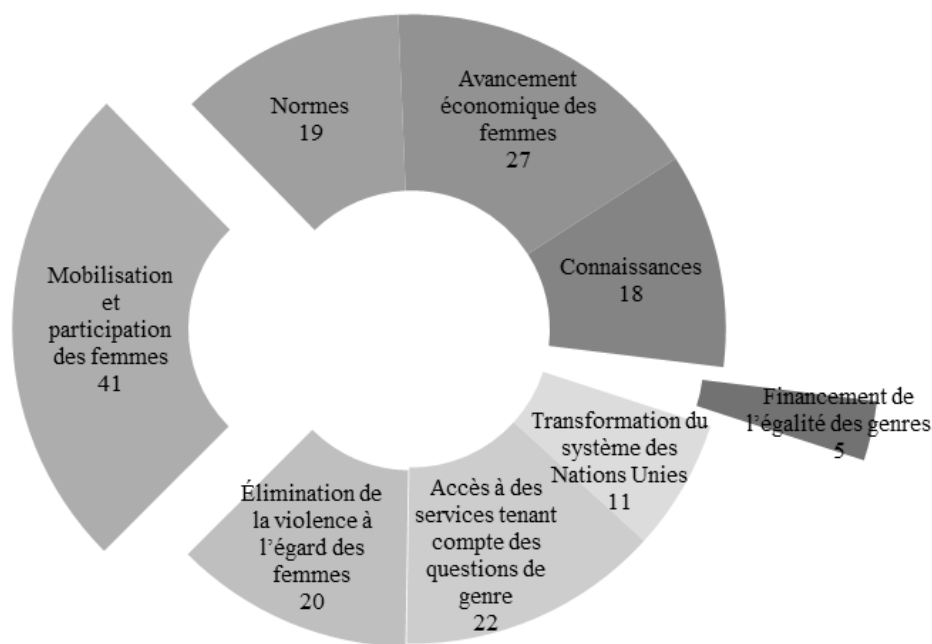 Normes
19
Avancement
économique des
femmes
27
Connaissances
18
Financement de
l’égalité des genres
5
Transformation du
système des
Nations Unies
11
Accès à des
services tenant
compte des
questions de
genre
22
Élimination de
la violence à
l’égard des
femmes
20
Mobilisation
et
participation
des femmes
41